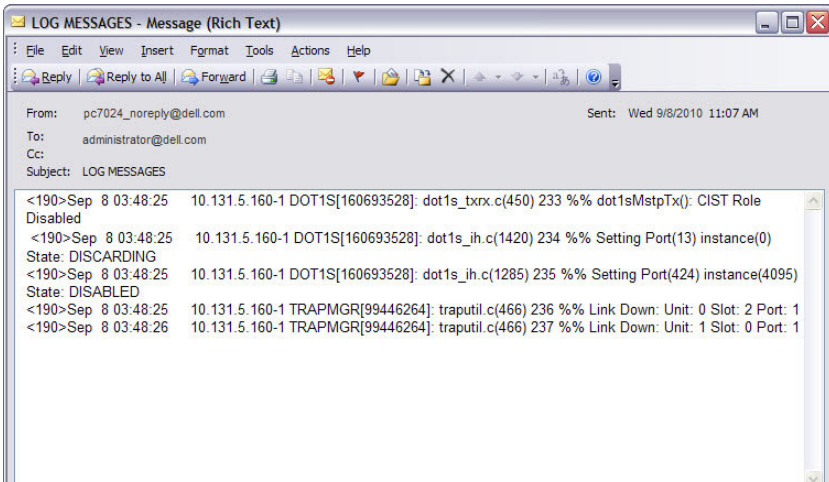 LOG MESSAGES - Message (Rich Text)
File Edit View Insert Format Tools Actions Help
Reply Reply to All Forward
From: pc7024_noreply@dell.com Sent: Wed 9/8/2010 11:07 AM
To: administrator@dell.com
Cc:
Subject: LOG MESSAGES
<190>Sep 8 03:48:25 10.131.5.160-1 DOT1S[160693528]: dot1s_txrx.c(450) 233 %% dot1sMstpTx(): CIST Role
Disabled
<190>Sep 8 03:48:25 10.131.5.160-1 DOT1S[160693528]: dot1s_ih.c(1420) 234 %% Setting Port(13) instance(0)
State: DISCARDING
<190>Sep 8 03:48:25 10.131.5.160-1 DOT1S[160693528]: dot1s_ih.c(1285) 235 %% Setting Port(424) instance(4095)
State: DISABLED
<190>Sep 8 03:48:25 10.131.5.160-1 TRAPMGR[99446264]: traputil.c(466) 236 %% Link Down: Unit: 0 Slot: 2 Port: 1
<190>Sep 8 03:48:26 10.131.5.160-1 TRAPMGR[99446264]: traputil.c(466) 237 %% Link Down: Unit: 1 Slot: 0 Port: 1